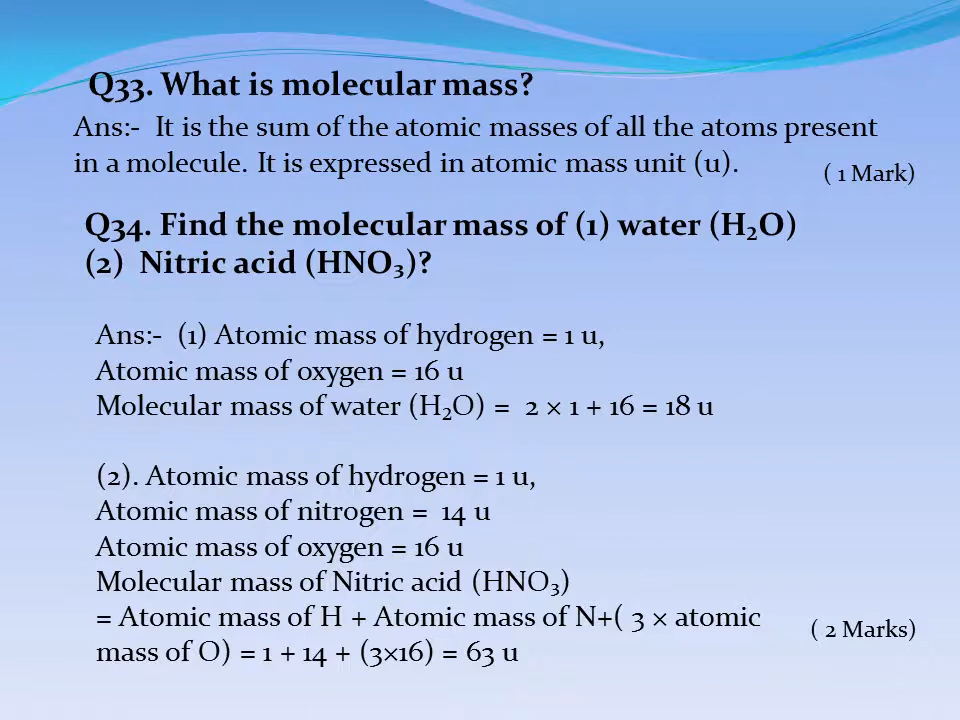 Q33. What is molecular mass?
Ans:- It is the sum of the atomic masses of all the atoms present
in a molecule. It is expressed in atomic mass unit (u).
( 1 Mark)
Q34. Find the molecular mass of (1) water (H₂O)
(2) Nitric acid (HNO₃)?
Ans:- (1) Atomic mass of hydrogen = 1 u,
Atomic mass of oxygen = 16 u
Molecular mass of water (H₂O) = 2 × 1 + 16 = 18 u
(2). Atomic mass of hydrogen = 1 u,
Atomic mass of nitrogen = 14 u
Atomic mass of oxygen = 16 u
Molecular mass of Nitric acid (HNO₃)
= Atomic mass of H + Atomic mass of N+( 3 × atomic
mass of O) = 1 + 14 + (3×16) = 63 u
( 2 Marks)